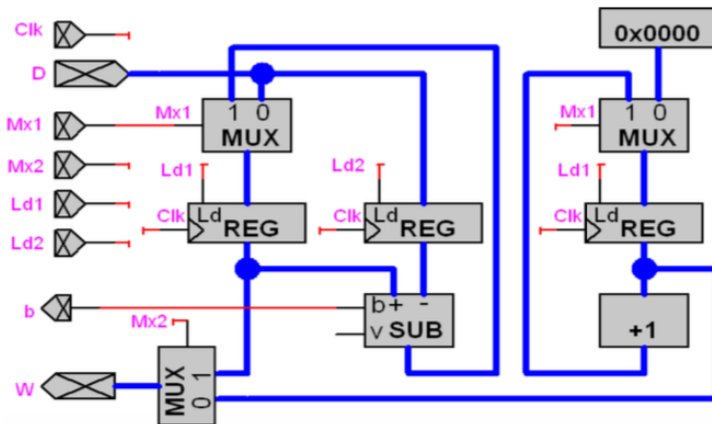 Clk
0x0000
D
1 0
1 0
Mx1
Mx1
MUX
Mx1
MUX
Mx2
Ld1
Ld2
Ld1
Ld1
Clk
Ld
REG
Clk
Ld
REG
Clk
Ld
REG
Ld2
b
b + -
v SUB
+1
Mx2
W
MUX
1
0